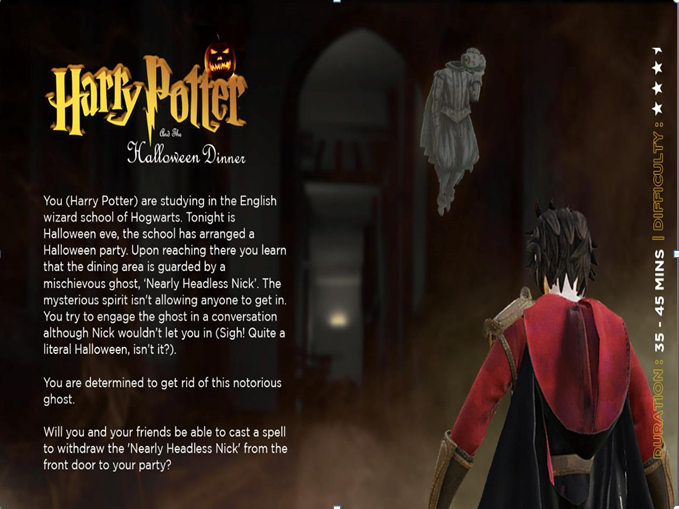 Harry Potter
And The
Halloween Dinner
You (Harry Potter) are studying in the English
wizard school of Hogwarts. Tonight is
Halloween eve, the school has arranged a
Halloween party. Upon reaching there you learn
that the dining area is guarded by a
mischievous ghost, ‘Nearly Headless Nick’. The
mysterious spirit isn’t allowing anyone to get in.
You try to engage the ghost in a conversation
although Nick wouldn’t let you in (Sigh! Quite a
literal Halloween, isn’t it?).
You are determined to get rid of this notorious
ghost.
Will you and your friends be able to cast a spell
to withdraw the ‘Nearly Headless Nick’ from the
front door to your party?
DURATION : 35 - 45 MINS | DIFFICULTY :